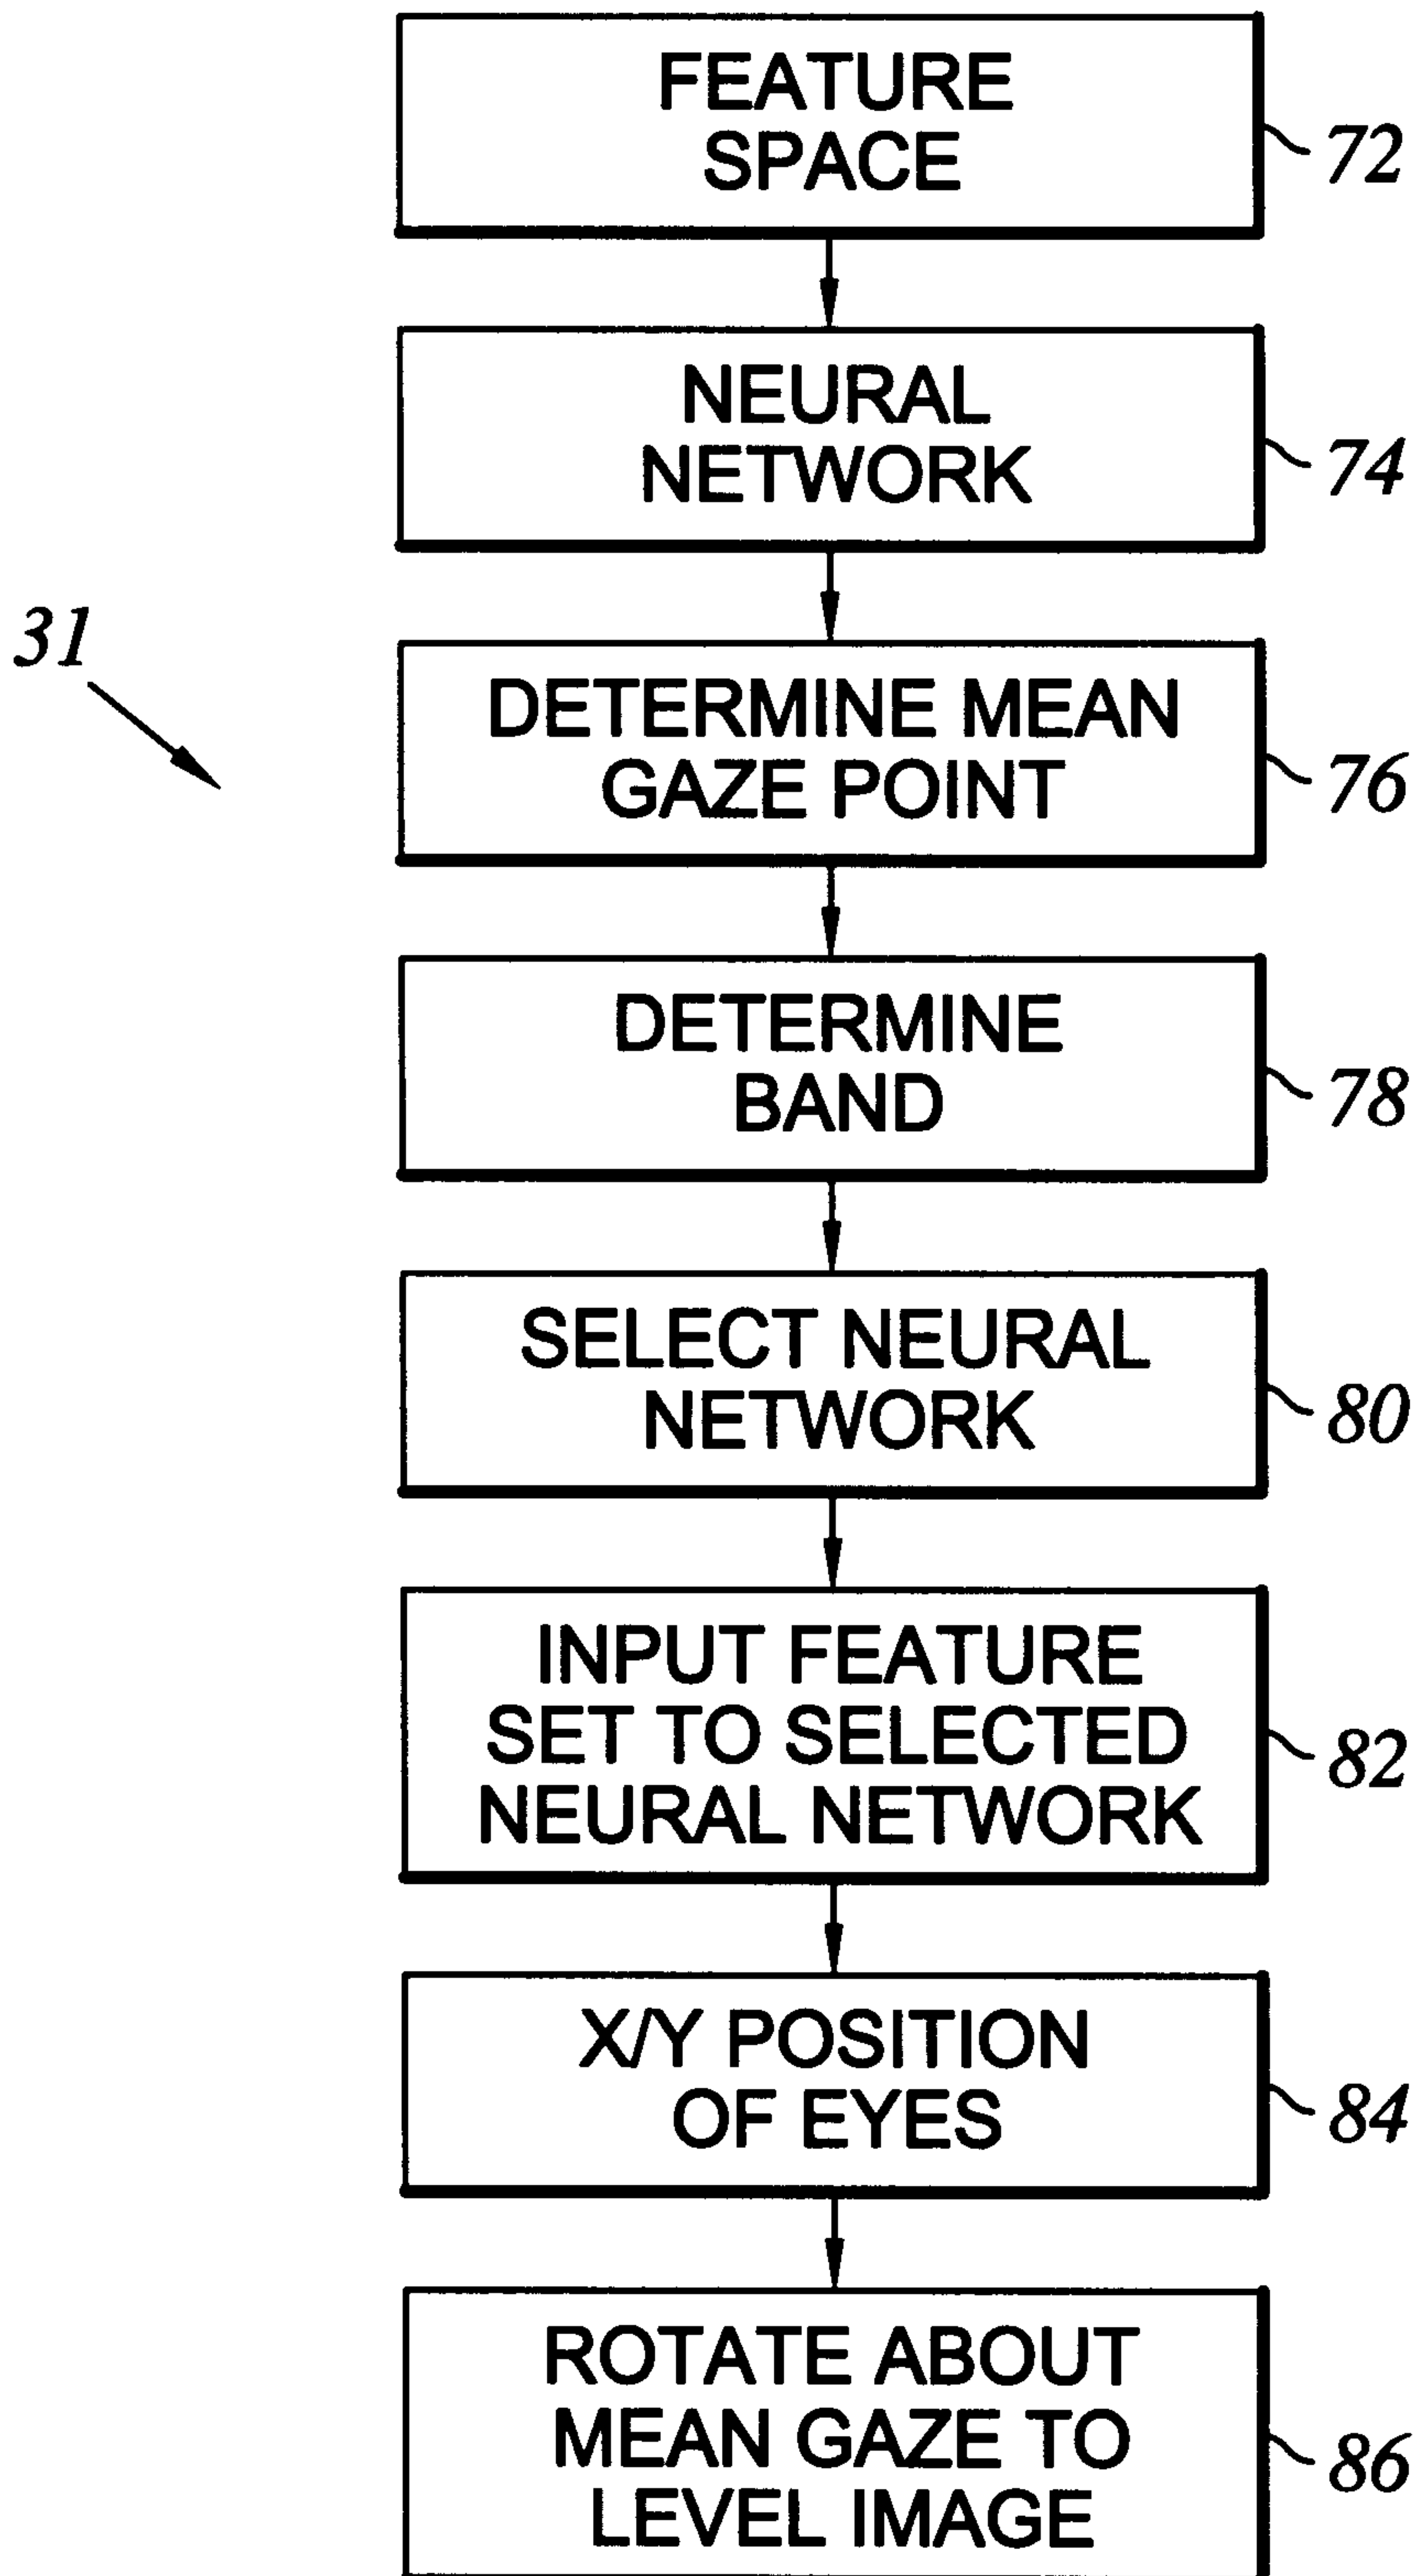 FEATURE
SPACE
72
NEURAL
NETWORK
74
31
DETERMINE MEAN
GAZE POINT
76
DETERMINE
BAND
78
SELECT NEURAL
NETWORK
80
INPUT FEATURE
SET TO SELECTED
NEURAL NETWORK
82
X/Y POSITION
OF EYES
84
ROTATE ABOUT
MEAN GAZE TO
LEVEL IMAGE
86